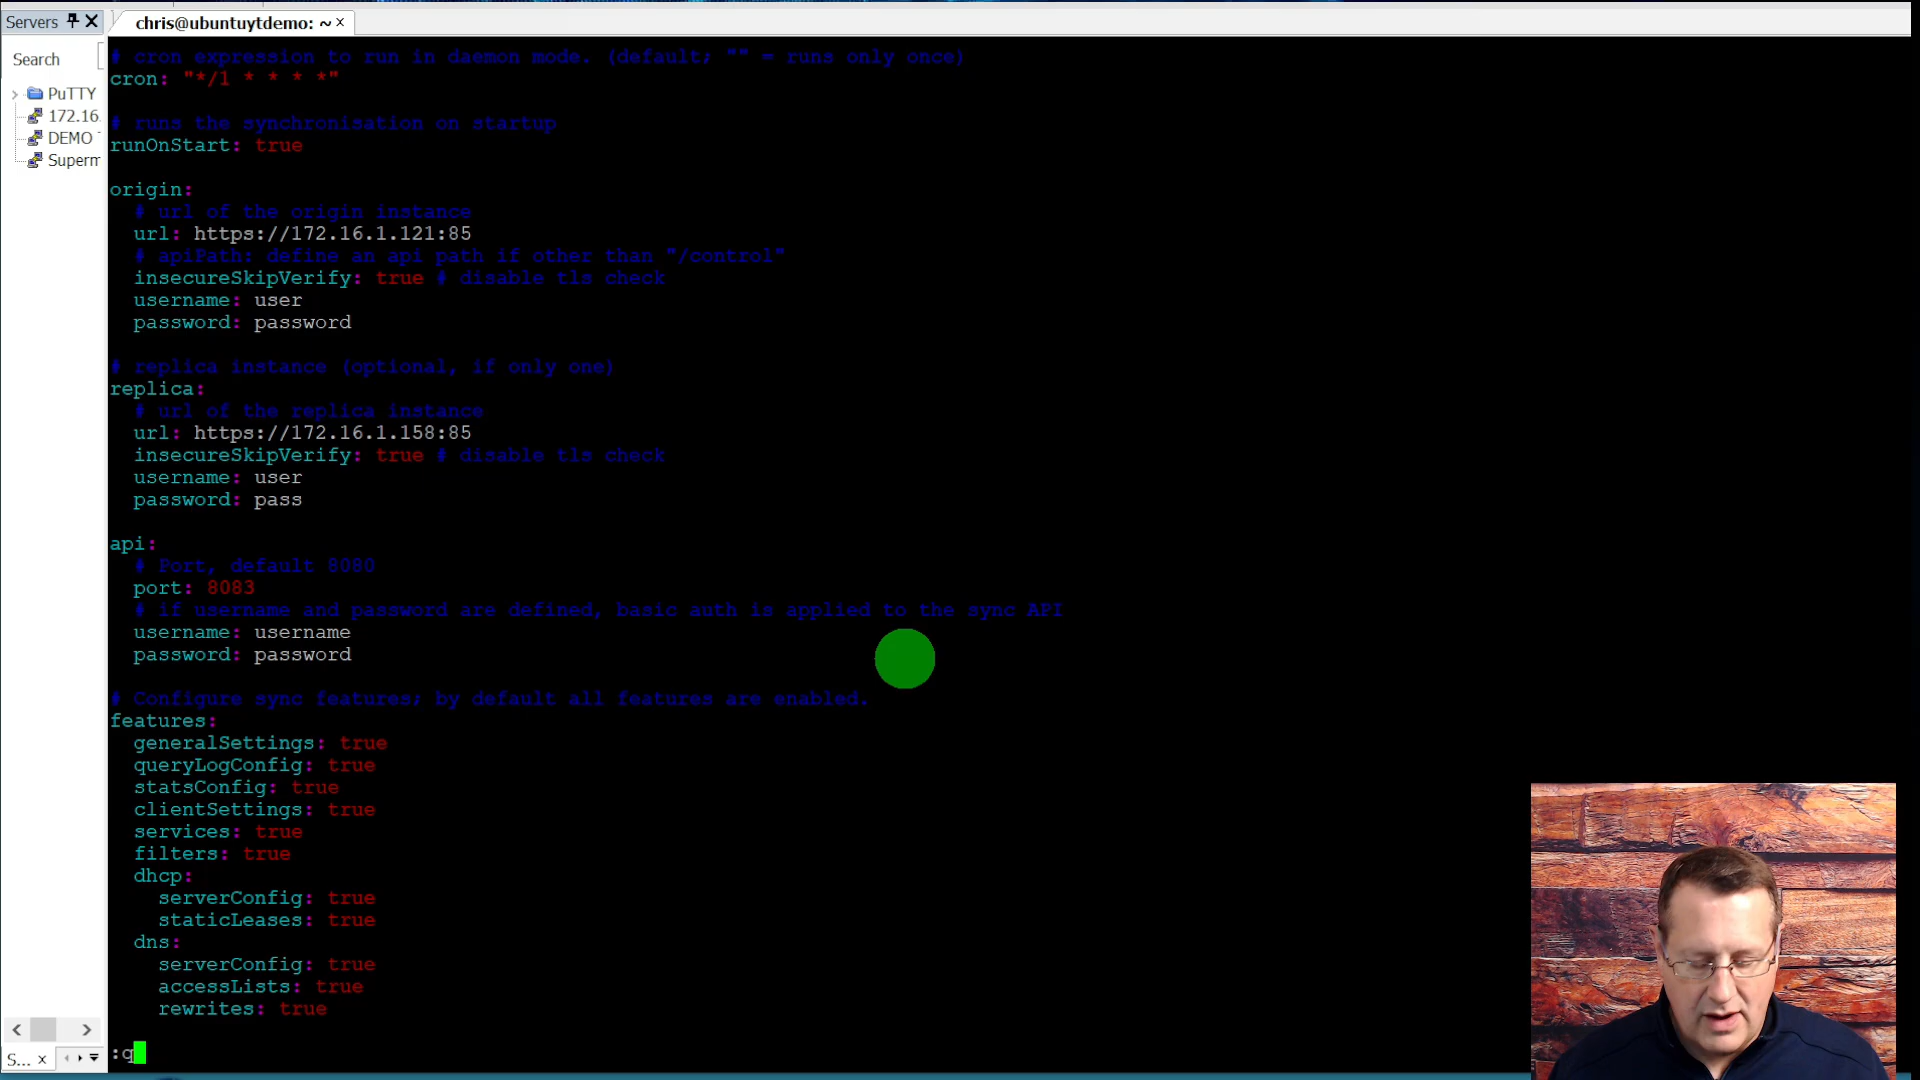 Servers
chris@ubuntuytdemo: ~
Search
PuTTY
172.16.
DEMO
Superm
S...
# cron expression to run in daemon mode. (default; "" = runs only once)
cron: "*/1 * * * *"
# runs the synchronisation on startup
runOnStart: true
origin:
# url of the origin instance
url: https://172.16.1.121:85
# apiPath: define an api path if other than "/control"
insecureSkipVerify: true # disable tls check
username: user
password: password
# replica instance (optional, if only one)
replica:
# url of the replica instance
url: https://172.16.1.158:85
insecureSkipVerify: true # disable tls check
username: user
password: pass
api:
# Port, default 8080
port: 8083
# if username and password are defined, basic auth is applied to the sync API
username: username
password: password
# Configure sync features; by default all features are enabled.
features:
generalSettings: true
queryLogConfig: true
statsConfig: true
clientSettings: true
services: true
filters: true
dhcp:
serverConfig: true
staticLeases: true
dns:
serverConfig: true
accessLists: true
rewrites: true
:q